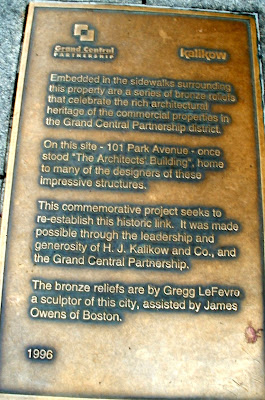 Grand Central
PARTNERSHIP
Kalikow
Embedded in the sidewalks surrounding
this property are a series of bronze reliefs
that celebrate the rich architectural
heritage of the commercial properties in
the Grand Central Partnership district.
On this site - 101 Park Avenue - once
stood "The Architects' Building", home
to many of the designers of these
impressive structures.
This commemorative project seeks to
re-establish this historic link. It was made
possible through the leadership and
generosity of H. J. Kalikow and Co., and
the Grand Central Partnership.
The bronze reliefs are by Gregg LeFevre
a sculptor of this city, assisted by James
Owens of Boston.
1996